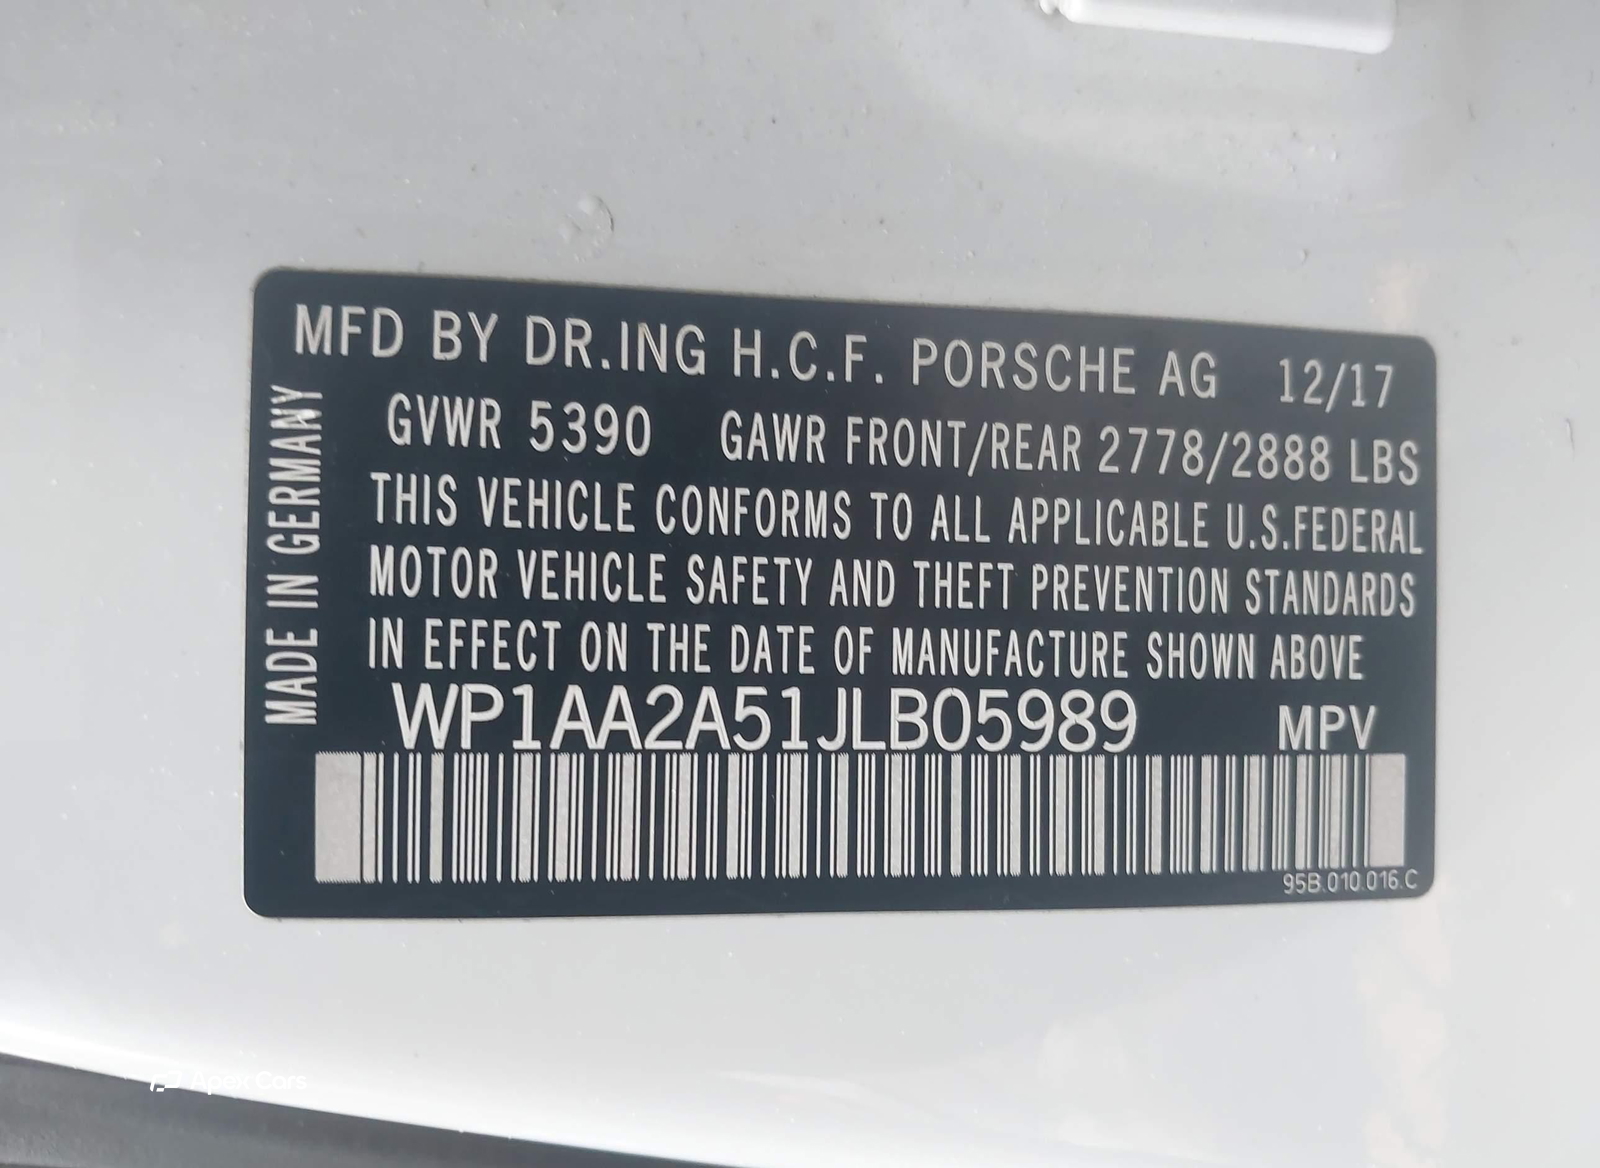 MFD BY DR.ING H.C.F. PORSCHE AG 12/17
GVWR 5390 GAWR FRONT/REAR 2778/2888 LBS
THIS VEHICLE CONFORMS TO ALL APPLICABLE U.S.FEDERAL
MOTOR VEHICLE SAFETY AND THEFT PREVENTION STANDARDS
IN EFFECT ON THE DATE OF MANUFACTURE SHOWN ABOVE
WP1AA2A51JLB05989 MPV
95B.010.016.C
MADE IN GERMANY
Apex Cars